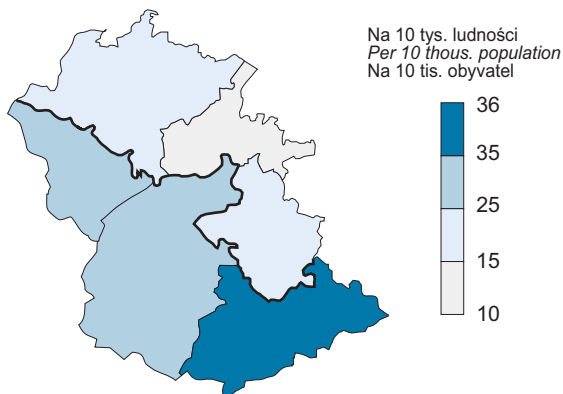 Na 10 tys. ludności
Per 10 thous. population
Na 10 tis. obyvatel
36
35
25
15
10